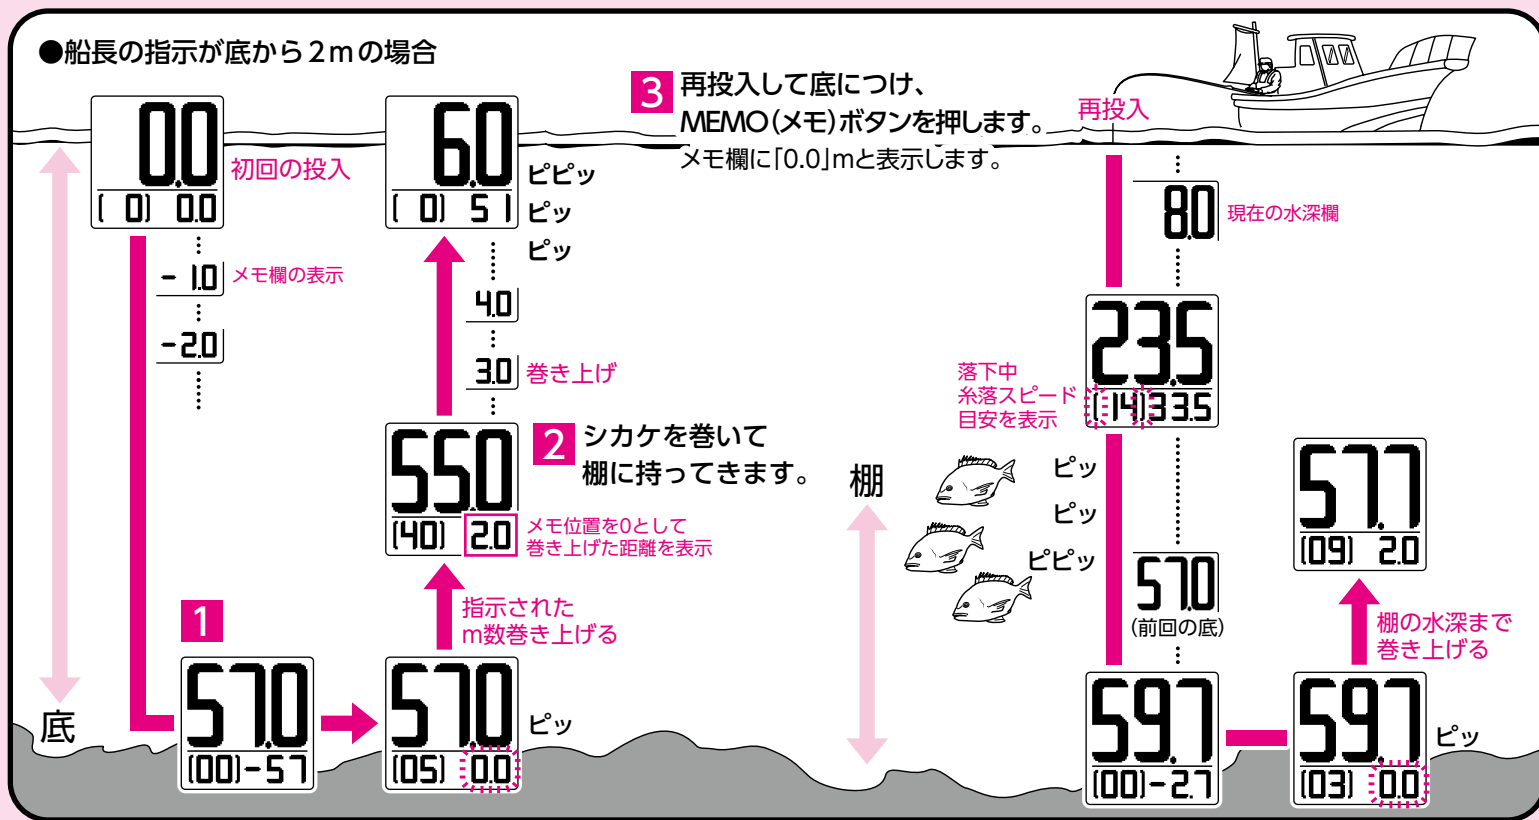 ●船長の指示が底から2mの場合
0.0
( 0) 0.0
初回の投入
- 1.0
メモ欄の表示
-2.0
底
1
57.0
(00)-57
57.0
(05) 0.0
ピッ
指示された
m数巻き上げる
55.0
(40) 2.0
2 シカケを巻いて
棚に持ってきます。
メモ位置を0として
巻き上げた距離を表示
3.0
巻き上げ
4.0
6.0
( 0) 51
ピピッ
ピッ
ピッ
3 再投入して底につけ、
MEMO(メモ)ボタンを押します。
メモ欄に「0.0」mと表示します。
再投入
8.0
現在の水深欄
23.5
(14)33.5
落下中
糸落スピード
目安を表示
棚
ピッ
ピッ
ピピッ
57.0
(前回の底)
59.7
(00)-2.7
59.7
(03) 0.0
ピッ
棚の水深まで
巻き上げる
57.7
(09) 2.0